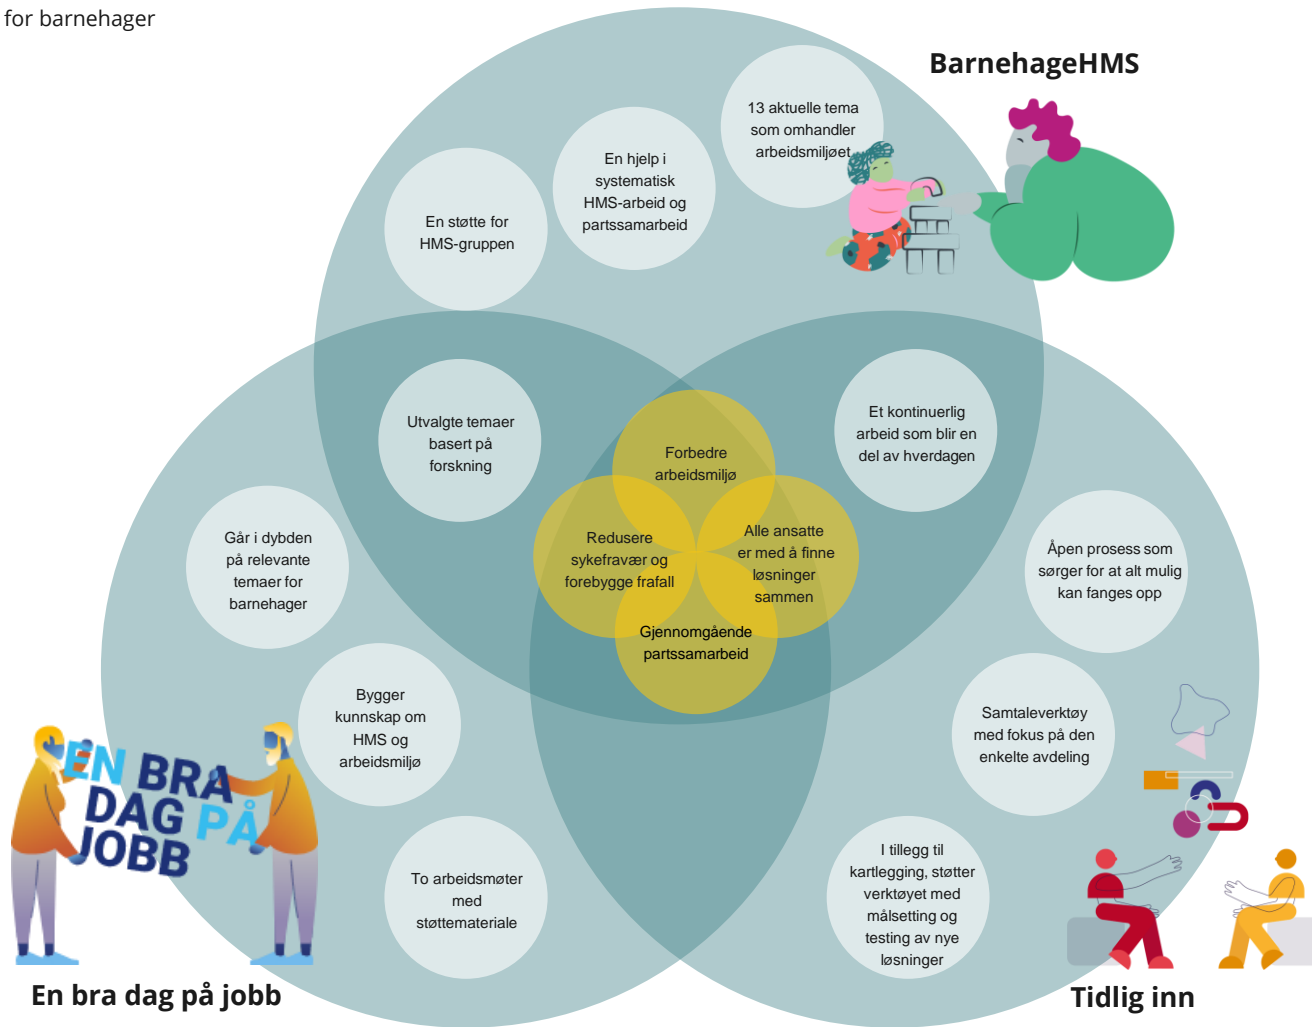 for barnehager
BarnehageHMS
13 aktuelle tema
som omhandler
arbeidsmiljøet
En hjelp i
systematisk
HMS-arbeid og
partssamarbeid
En støtte for
HMS-gruppen
Utvalgte temaer
basert på
forskning
Et kontinuerlig
arbeid som blir en
del av hverdagen
Forbedre
arbeidsmiljø
Redusere
sykefravær og
forebygge frafall
Alle ansatte
er med å finne
løsninger
sammen
Gjennomgående
partssamarbeid
Går i dybden
på relevante
temaer for
barnehager
Åpen prosess som
sørger for at alt mulig
kan fanges opp
Bygger
kunnskap om
HMS og
arbeidsmiljø
Samtaleverktøy
med fokus på den
enkelte avdeling
To arbeidsmøter
med
støttemateriale
I tillegg til
kartlegging, støtter
verktøyet med
målsetting og
testing av nye
løsninger
EN BRA
DAG PÅ
JOBB
En bra dag på jobb
Tidlig inn